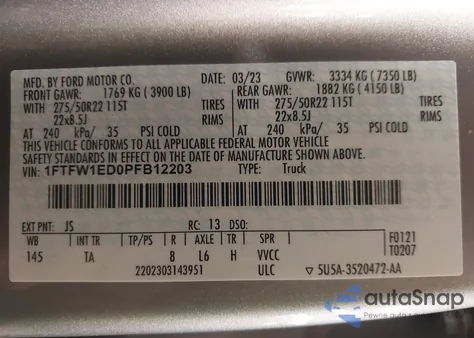 MFD. BY FORD MOTOR CO. DATE: 03/23 GVWR: 3334 KG ( 7350 LB)
FRONT GAWR: 1769 KG ( 3900 LB) REAR GAWR: 1882 KG ( 4150 LB)
WITH 275/50R22 115T TIRES WITH 275/50R22 115T TIRES
22x8.5J RIMS 22x8.5J RIMS
AT 240 kPa/ 35 PSI COLD AT 240 kPa/ 35 PSI COLD
THIS VEHICLE CONFORMS TO ALL APPLICABLE FEDERAL MOTOR VEHICLE
SAFETY STANDARDS IN EFFECT ON THE DATE OF MANUFACTURE SHOWN ABOVE.
VIN: 1FTFW1ED0PFB12203 TYPE: Truck
EXT PNT: JS RC: 13 DSO: F0121
WB INT TR TP/PS R AXLE TR SPR T0207
145 TA 8 L6 H VVCC
2202303143951 ULC ▽ 5U5A-3520472-AA
autoSnap
Pewne auto